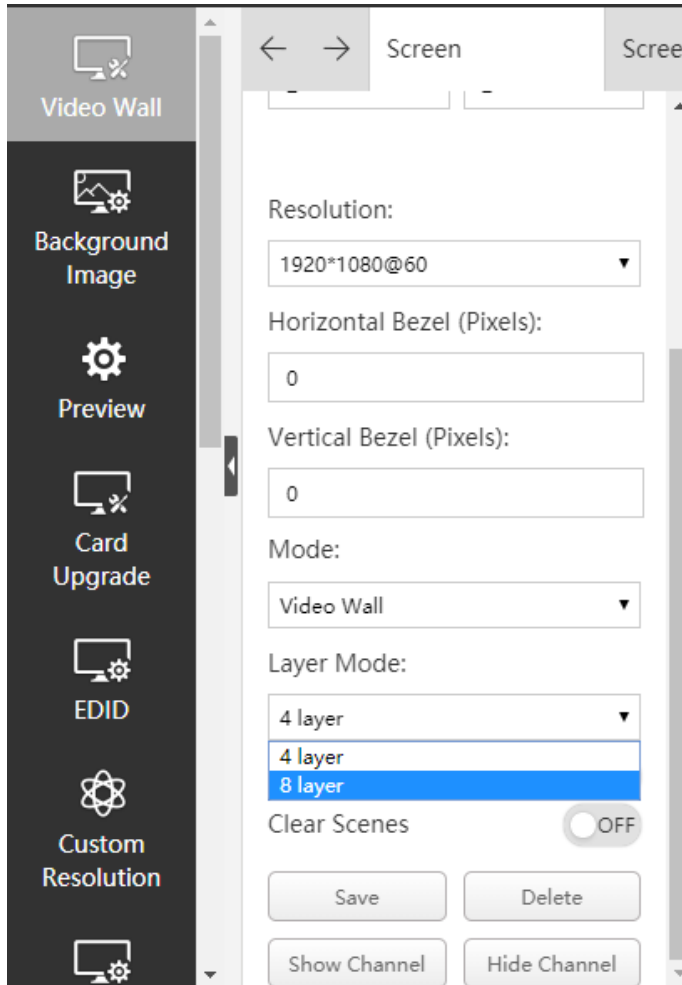 Video Wall
Background
Image
Preview
Card
Upgrade
EDID
Custom
Resolution
Screen
Scree
Resolution:
1920*1080@60
Horizontal Bezel (Pixels):
0
Vertical Bezel (Pixels):
0
Mode:
Video Wall
Layer Mode:
4 layer
4 layer
8 layer
Clear Scenes
OFF
Save
Delete
Show Channel
Hide Channel